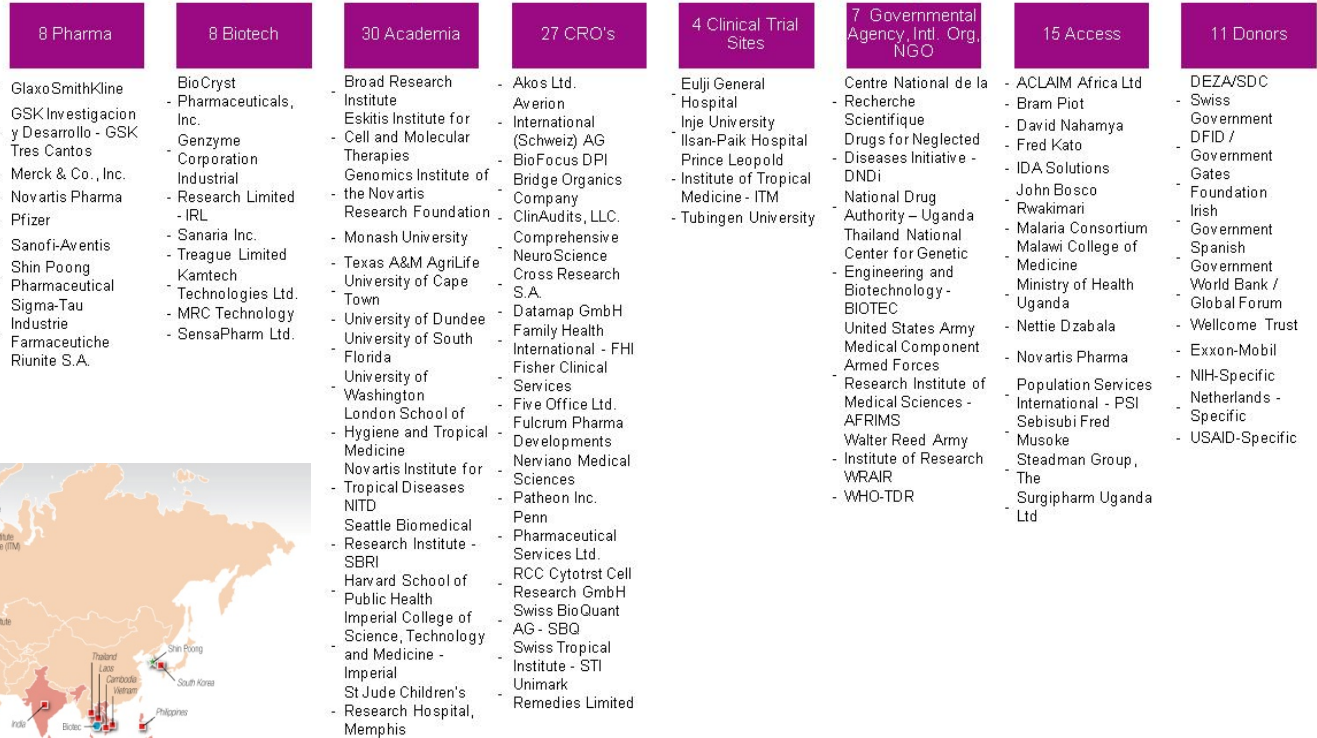 8 Pharma
GlaxoSmithKline
GSK Investigacion
y Desarrollo - GSK
Tres Cantos
Merck & Co., Inc.
Novartis Pharma
Pfizer
Sanofi-Aventis
Shin Poong
Pharmaceutical
Sigma-Tau
Industrie
Farmaceutiche
Riunite S.A.
8 Biotech
BioCryst
- Pharmaceuticals,
Inc.
Genzyme
- Corporation
Industrial
- Research Limited
- IRL
- Sanaria Inc.
- Treague Limited
Kamtech
- Technologies Ltd.
- MRC Technology
- SensaPharm Ltd.
30 Academia
Broad Research
- Institute
Eskitis Institute for
- Cell and Molecular
Therapies
Genomics Institute of
- the Novartis
Research Foundation
- Monash University
- Texas A&M AgriLife
University of Cape
- Town
- University of Dundee
University of South
- Florida
University of
- Washington
London School of
- Hygiene and Tropical
Medicine
Novartis Institute for
- Tropical Diseases
NITD
Seattle Biomedical
- Research Institute -
SBRI
Harvard School of
- Public Health
Imperial College of
Science, Technology
- and Medicine -
Imperial
St Jude Children's
- Research Hospital,
Memphis
27 CRO's
- Akos Ltd.
Averion
- International
(Schweiz) AG
- BioFocus DPI
Bridge Organics
- Company
- ClinAudits, LLC.
Comprehensive
- NeuroScience
Cross Research
- S.A.
- Datamap GmbH
Family Health
- International - FHI
Fisher Clinical
- Services
- Five Office Ltd.
Fulcrum Pharma
- Developments
Nerviano Medical
- Sciences
- Patheon Inc.
Penn
- Pharmaceutical
Services Ltd.
RCC Cytotrst Cell
- Research GmbH
Swiss BioQuant
- AG - SBQ
Swiss Tropical
- Institute - STI
Unimark
- Remedies Limited
4 Clinical Trial
Sites
Eulji General
- Hospital
Inje University
- Ilsan-Paik Hospital
Prince Leopold
- Institute of Tropical
Medicine - ITM
- Tubingen University
7 Governmental
Agency, Intl. Org,
NGO
Centre National de la
- Recherche
Scientifique
Drugs for Neglected
- Diseases Initiative -
DNDi
National Drug
- Authority – Uganda
Thailand National
Center for Genetic
- Engineering and
Biotechnology -
BIOTEC
United States Army
Medical Component
Armed Forces
- Research Institute of
Medical Sciences -
AFRIMS
Walter Reed Army
- Institute of Research
WRAIR
- WHO-TDR
15 Access
- ACLAIM Africa Ltd
- Bram Piot
- David Nahamya
- Fred Kato
- IDA Solutions
John Bosco
- Rwakimari
- Malaria Consortium
Malawi College of
- Medicine
Ministry of Health
- Uganda
- Nettie Dzabala
- Novartis Pharma
Population Services
- International - PSI
Sebisubi Fred
- Musoke
Steadman Group,
- The
Surgipharm Uganda
- Ltd
11 Donors
DEZA/SDC
- Swiss
Government
DFID /
- Government
Gates
- Foundation
Irish
- Government
Spanish
- Government
World Bank /
- Global Forum
- Wellcome Trust
- Exxon-Mobil
- NIH-Specific
Netherlands -
- Specific
- USAID-Specific
(ITM)
Shin Poong
South Korea
Thailand
Laos
Cambodia
Vietnam
Philippines
India
Biotec